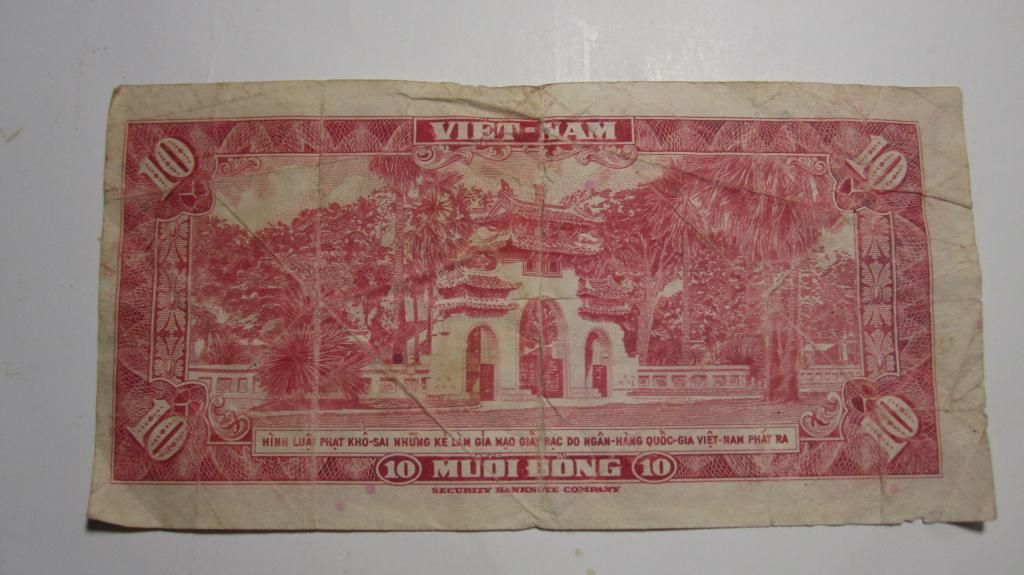 VIỆT-NAM
10
10
HÌNH LUẬT PHẠT KHỔ-SAI NHỮNG KẺ LÀM GIẢ MẠO GIẤY BẠC DO NGÂN-HÀNG QUỐC-GIA VIỆT-NAM PHÁT RA
10
10
10 MƯỜI ĐỒNG 10
SECURITY BANKNOTE COMPANY